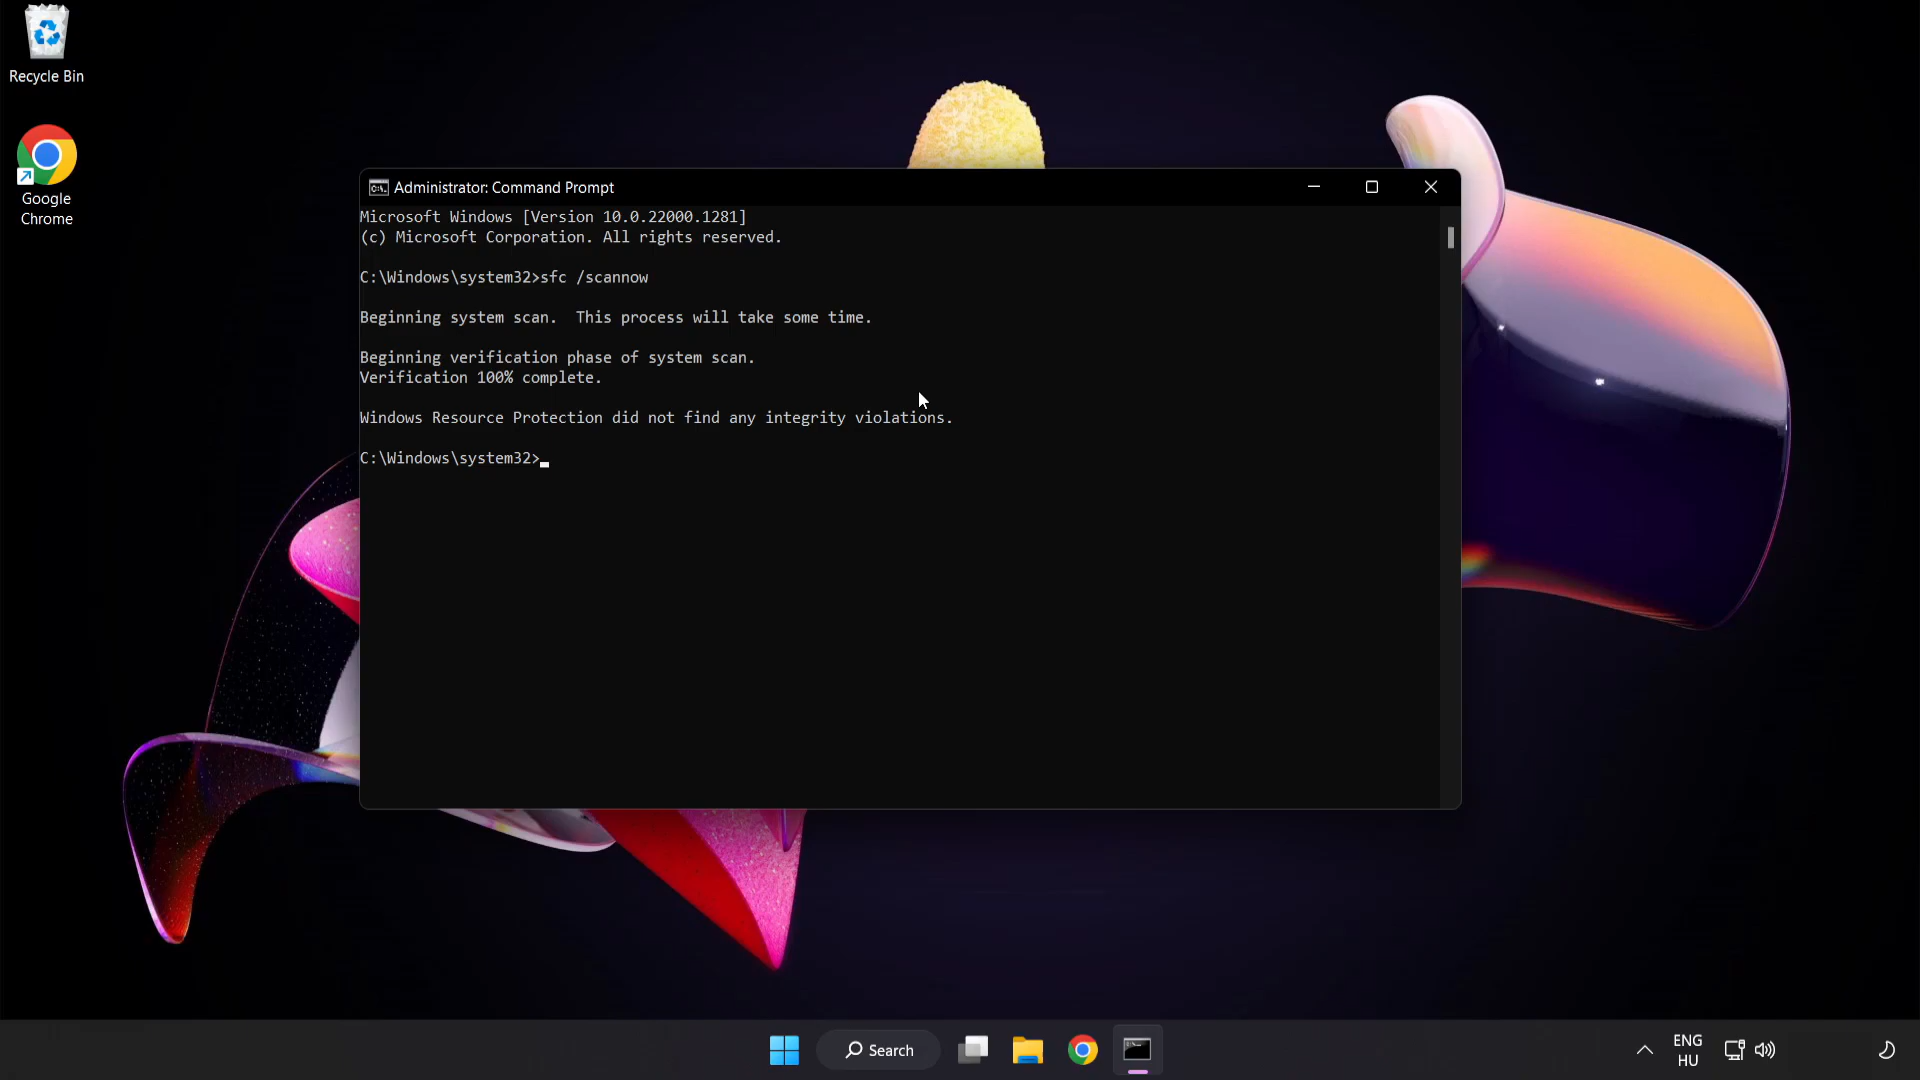 Recycle Bin
Google
Chrome
Administrator: Command Prompt
Microsoft Windows [Version 10.0.22000.1281]
(c) Microsoft Corporation. All rights reserved.
C:\Windows\system32>sfc /scannow
Beginning system scan.  This process will take some time.
Beginning verification phase of system scan.
Verification 100% complete.
Windows Resource Protection did not find any integrity violations.
C:\Windows\system32>
Search
ENG
HU